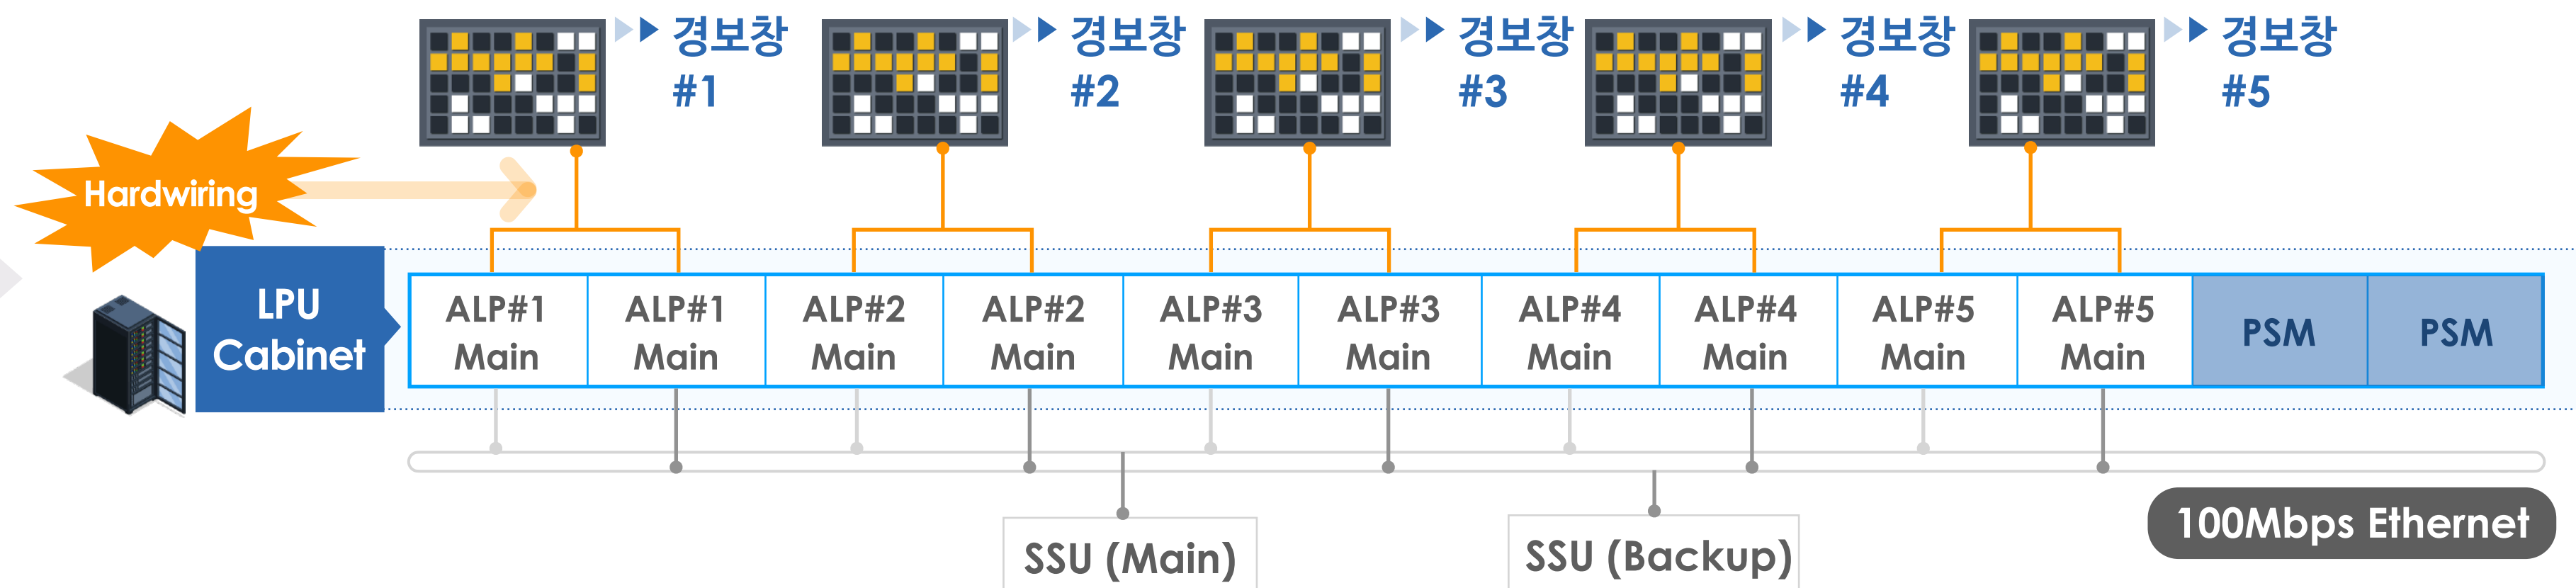 경보창
#1
경보창
#2
경보창
#3
경보창
#4
경보창
#5
Hardwiring
LPU
Cabinet
ALP#1
Main
ALP#1
Main
ALP#2
Main
ALP#2
Main
ALP#3
Main
ALP#3
Main
ALP#4
Main
ALP#4
Main
ALP#5
Main
ALP#5
Main
PSM
PSM
100Mbps Ethernet
SSU (Main)
SSU (Backup)